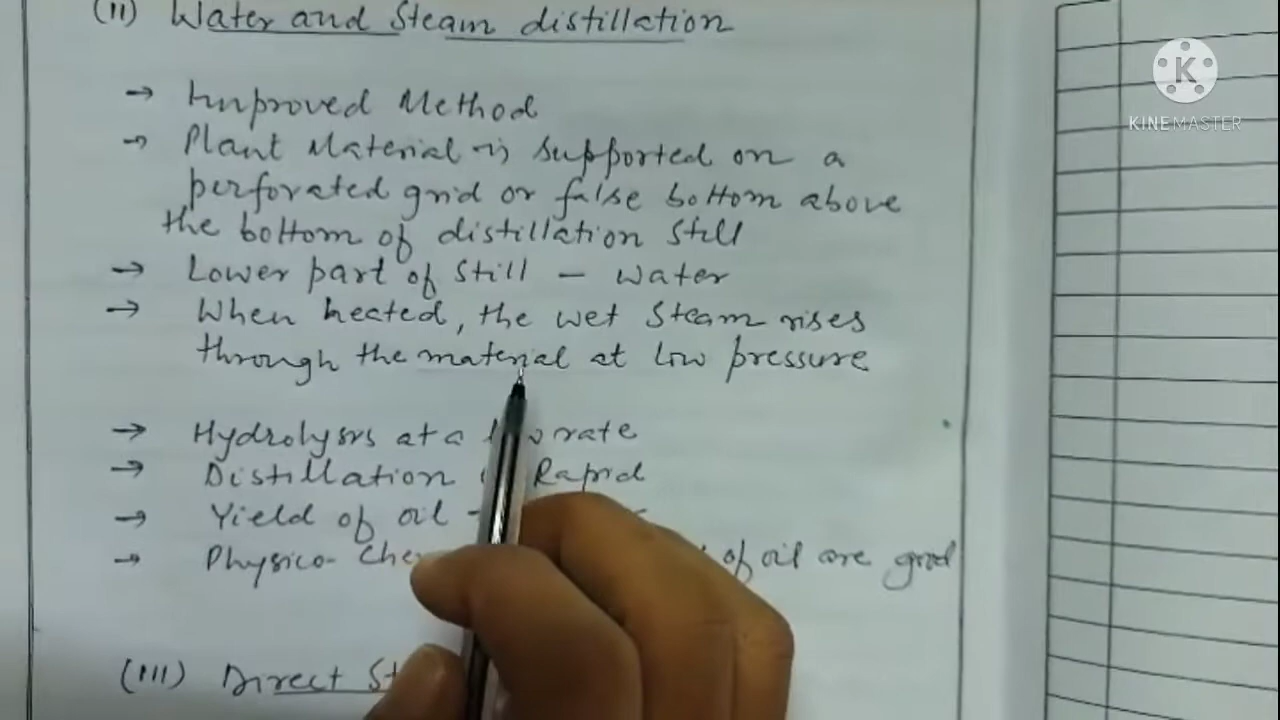 (II) Water and Steam distillation
→ Improved Method
→ Plant Material is supported on a
perforated grid or false bottom above
the bottom of distillation still
→ Lower part of still - water
→ When heated, the wet steam rises
through the material at low pressure
→ Hydrolysis at a rate
→ Distillation Rapid
→ Yield of oil -
→ Physico- of oil are good
(III) Direct
K
KINEMASTER